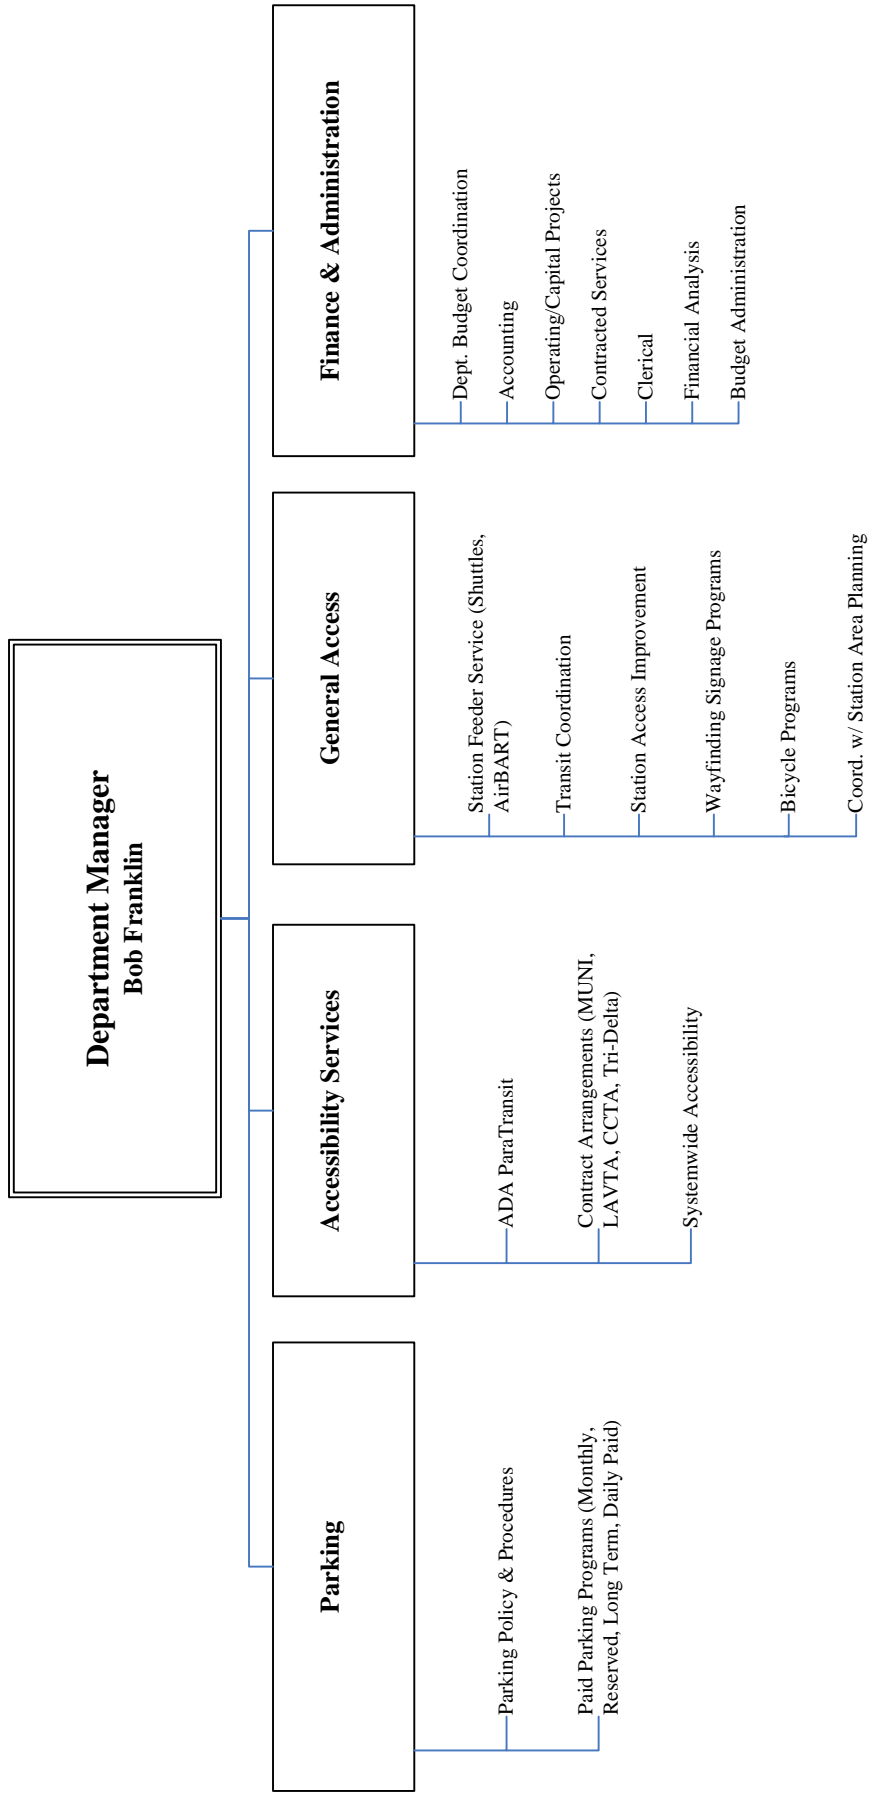 Department Manager
Bob Franklin
Parking
Parking Policy & Procedures
Paid Parking Programs (Monthly,
Reserved, Long Term, Daily Paid)
Accessibility Services
ADA ParaTransit
Contract Arrangements (MUNI,
LAVTA, CCTA, Tri-Delta)
Systemwide Accessibility
General Access
Station Feeder Service (Shuttles,
AirBART)
Transit Coordination
Station Access Improvement
Wayfinding Signage Programs
Bicycle Programs
Coord. w/ Station Area Planning
Finance & Administration
Dept. Budget Coordination
Accounting
Operating/Capital Projects
Contracted Services
Clerical
Financial Analysis
Budget Administration